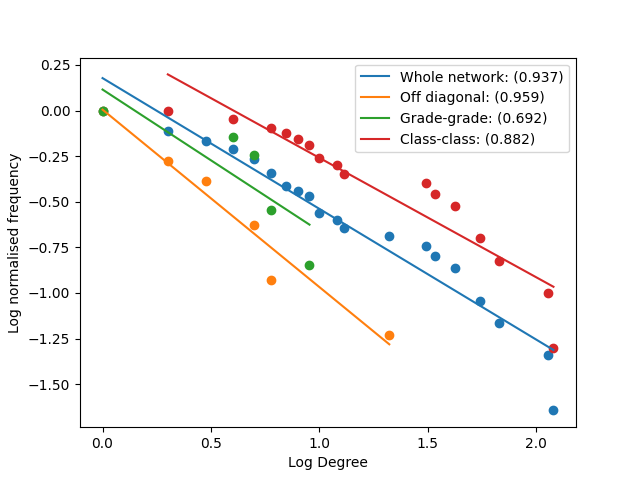 Whole network: (0.937)
Off diagonal: (0.959)
Grade-grade: (0.692)
Class-class: (0.882)
Log normalised frequency
0.25
0.00
−0.25
−0.50
−0.75
−1.00
−1.25
−1.50
0.0 0.5 1.0 1.5 2.0
Log Degree